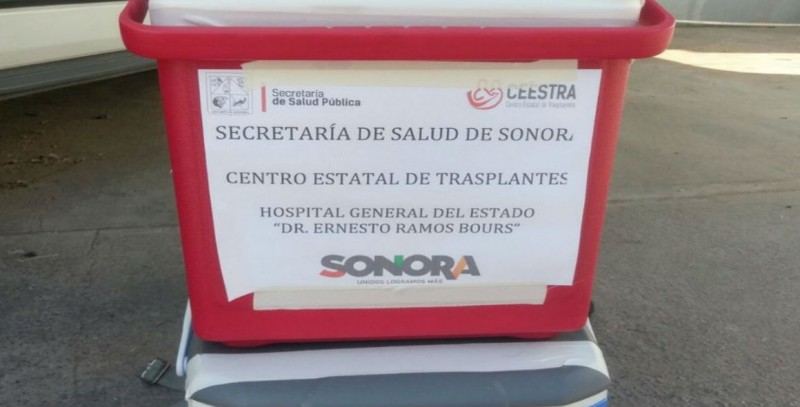 Secretaría
de Salud Pública
CEESTRA
Centro Estatal de Trasplantes
SECRETARÍA DE SALUD DE SONORA
CENTRO ESTATAL DE TRASPLANTES
HOSPITAL GENERAL DEL ESTADO
“DR. ERNESTO RAMOS BOURS”
SONORA
UNIDOS LOGRAMOS MÁS